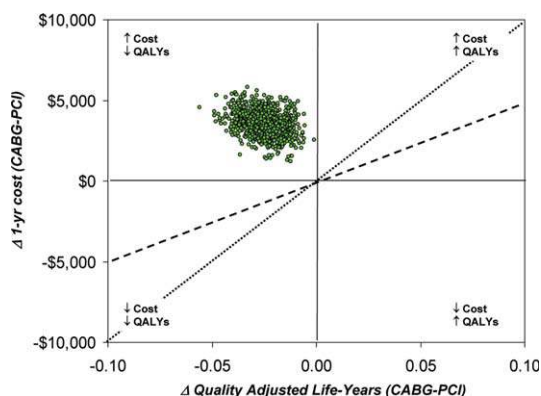 $10,000
↑ Cost
↓ QALYs
↑ Cost
↑ QALYs
$5,000
$0
-$5,000
↓ Cost
↓ QALYs
↓ Cost
↑ QALYs
-$10,000
-0.10
-0.05
0.00
0.05
0.10
Δ 1-yr cost (CABG-PCI)
Δ Quality Adjusted Life-Years (CABG-PCI)